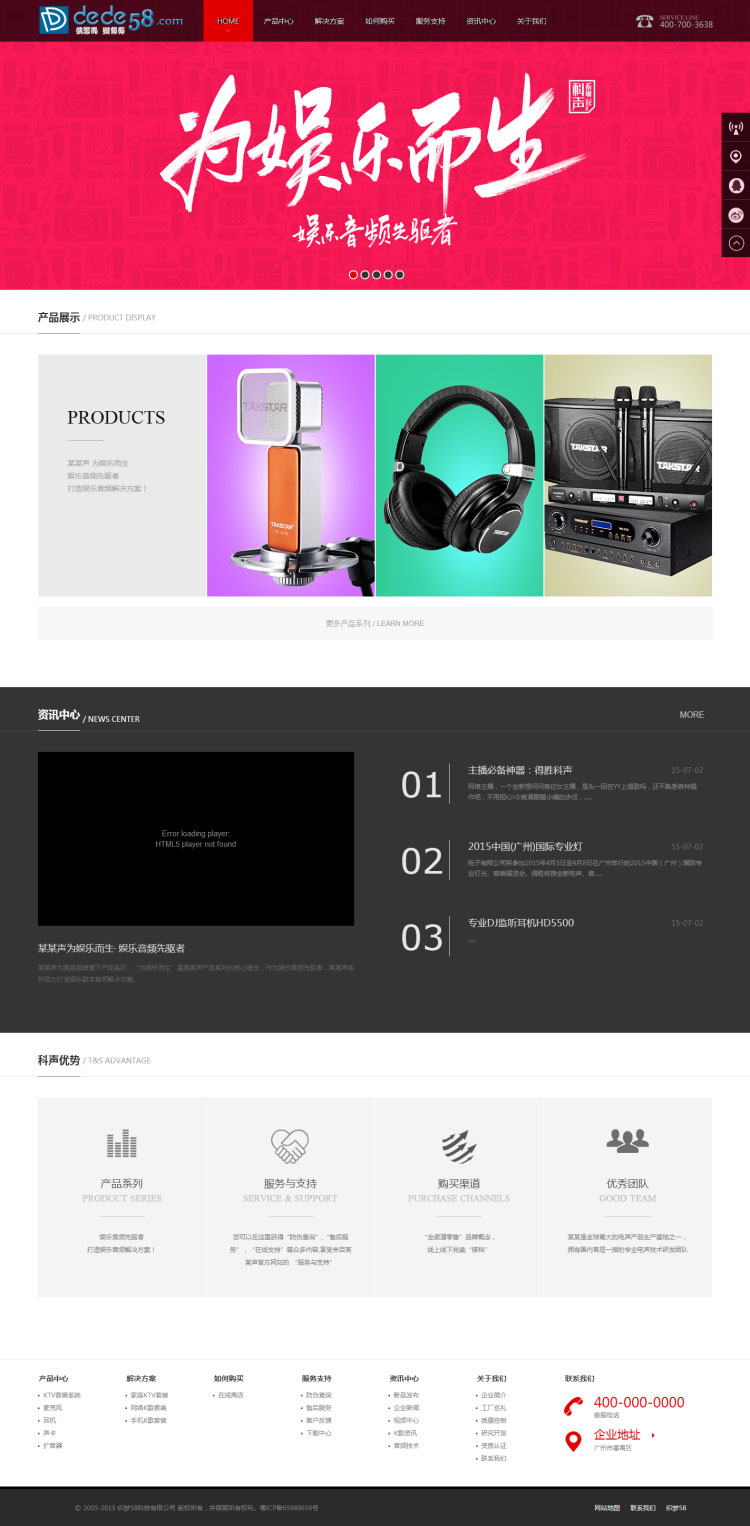 dede58.com
织梦网 织得得
HOME
产品中心
解决方案
如何购买
服务支持
资讯中心
关于我们
SERVICE LINE
400-700-3638
为娱乐而生
科声
娱乐音频先驱者
产品展示 / PRODUCT DISPLAY
PRODUCTS
某某声 为娱乐而生
娱乐音频先驱者
打造娱乐音频解决方案！
TAKSTAR
TAKSTAR
TAKSTAR
TAKSTAR
TAKSTAR
更多产品系列 / LEARN MORE
资讯中心 / NEWS CENTER
MORE
Error loading player:
HTML5 player not found
某某声为娱乐而生- 娱乐音频先驱者
某某声为某某品牌旗下产品系列，“为娱乐而生”是某某声产品系列的核心理念；作为娱乐音频先驱者，某某声系
列致力打造娱乐数字音频解决方案。
01
主播必备神器：得胜科声
15-07-02
网络主播，一个全新想问问各位女主播，是头一回在YY上唱歌吗，还不熟悉各种操
作吧，不用担心!今就请跟随小编的步伐，....
02
2015中国(广州)国际专业灯
15-07-02
电子有限公司将参加2015年4月5日至4月8日在广州举行的2015中国（广州）国际专
业灯光、音响展览会。得胜将携全新电声、音....
03
专业DJ监听耳机HD5500
15-07-02
....
科声优势 / T&S ADVANTAGE
产品系列
PRODUCT SERIES
娱乐音频先驱者
打造娱乐音频解决方案！
服务与支持
SERVICE & SUPPORT
您可以在这里获得“防伪查询”、“售后服
务”、“在线支持”等众多内容,享受来自某
某声官方网站的 “服务与支持”
购买渠道
PURCHASE CHANNELS
“全渠道零售”品牌概念，
线上线下完美“接轨”
优秀团队
GOOD TEAM
某某是全球最大的电声产品生产基地之一，
拥有国内首屈一指的专业电声技术研发团队
产品中心
KTV音响系统
麦克风
耳机
声卡
扩音器
解决方案
家庭KTV套装
网络K歌套装
手机K歌套装
如何购买
在线商店
服务支持
防伪查询
售后服务
客户反馈
下载中心
资讯中心
新品发布
企业新闻
视频中心
K歌资讯
音频技术
关于我们
企业简介
工厂巡礼
质量控制
研究开发
资质认证
联系我们
联系我们
400-000-0000
客服电话
企业地址
广州市番禺区
© 2005-2015 织梦58科技有限公司 版权所有，并保留所有权利。粤ICP备65989659号
网站地图
联系我们
织梦58